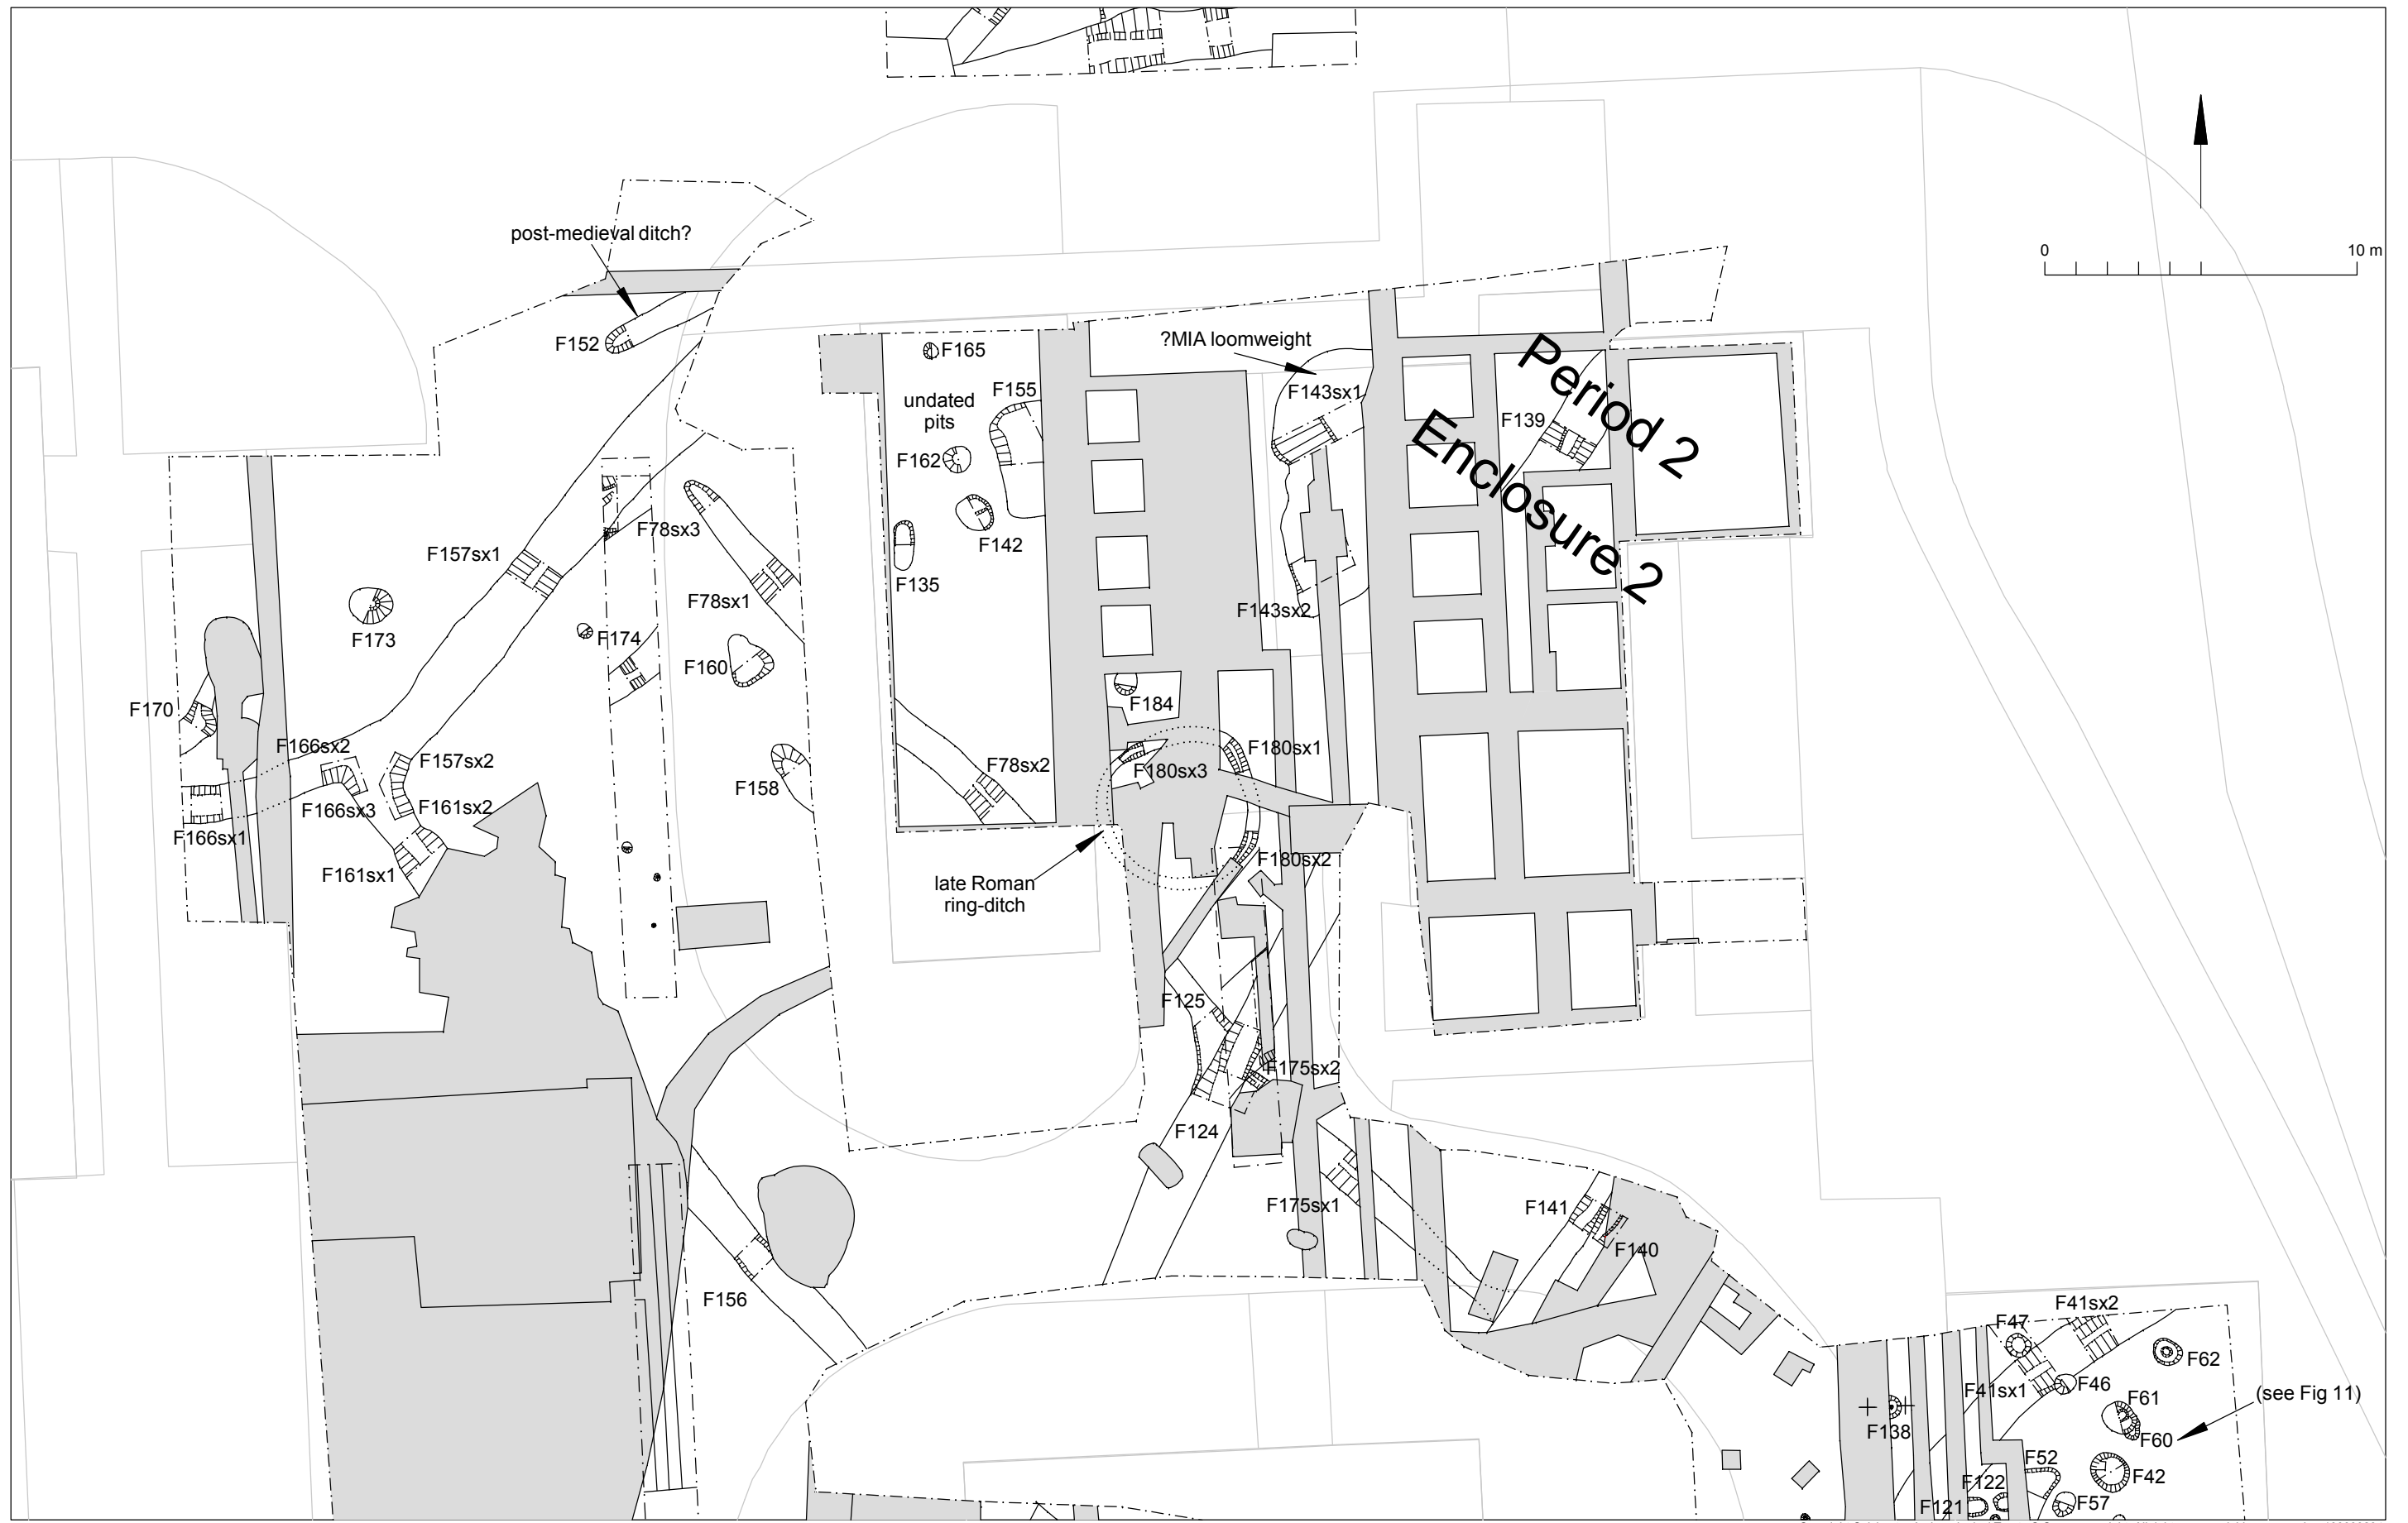 post-medieval ditch?
0 10 m
F152
?MIA loomweight
F165
F155
F143sx1
Period 2
Enclosure 2
undated
pits
F139
F162
F78sx3
F157sx1
F142
F135
F78sx1
F143sx2
F173
F174
F160
F170
F184
F166sx2
F157sx2
F180sx1
F78sx2
F180sx3
F158
F166sx3
F161sx2
F166sx1
F180sx2
F161sx1
late Roman
ring-ditch
F125
F175sx2
F124
F175sx1
F141
F140
F156
F41sx2
F47
F62
F46
F41sx1
(see Fig 11)
F61
F138
F60
F52
F42
F122
F57
F121